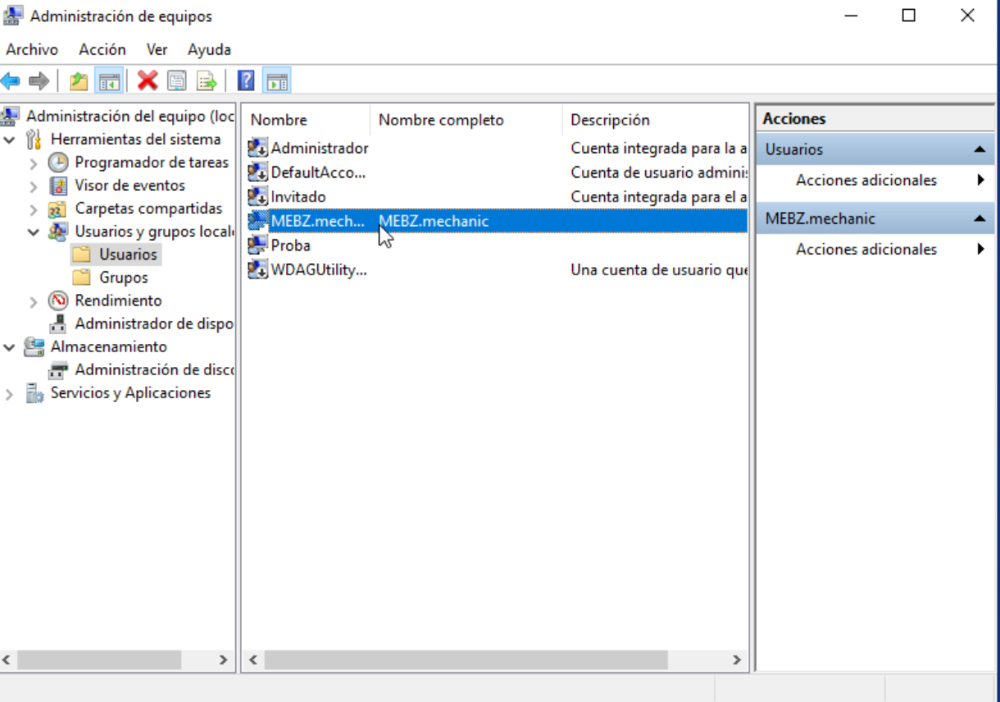 Administración de equipos
Archivo Acción Ver Ayuda
Administración del equipo (loc
Herramientas del sistema
Programador de tareas
Visor de eventos
Carpetas compartidas
Usuarios y grupos local
Usuarios
Grupos
Rendimiento
Administrador de dispo
Almacenamiento
Administración de disc
Servicios y Aplicaciones
Nombre Nombre completo Descripción
Administrador Cuenta integrada para la a
DefaultAcco... Cuenta de usuario adminis
Invitado Cuenta integrada para el a
MEBZ.mech... MEBZ.mechanic
Proba
WDAGUtility... Una cuenta de usuario que
Acciones
Usuarios
Acciones adicionales
MEBZ.mechanic
Acciones adicionales